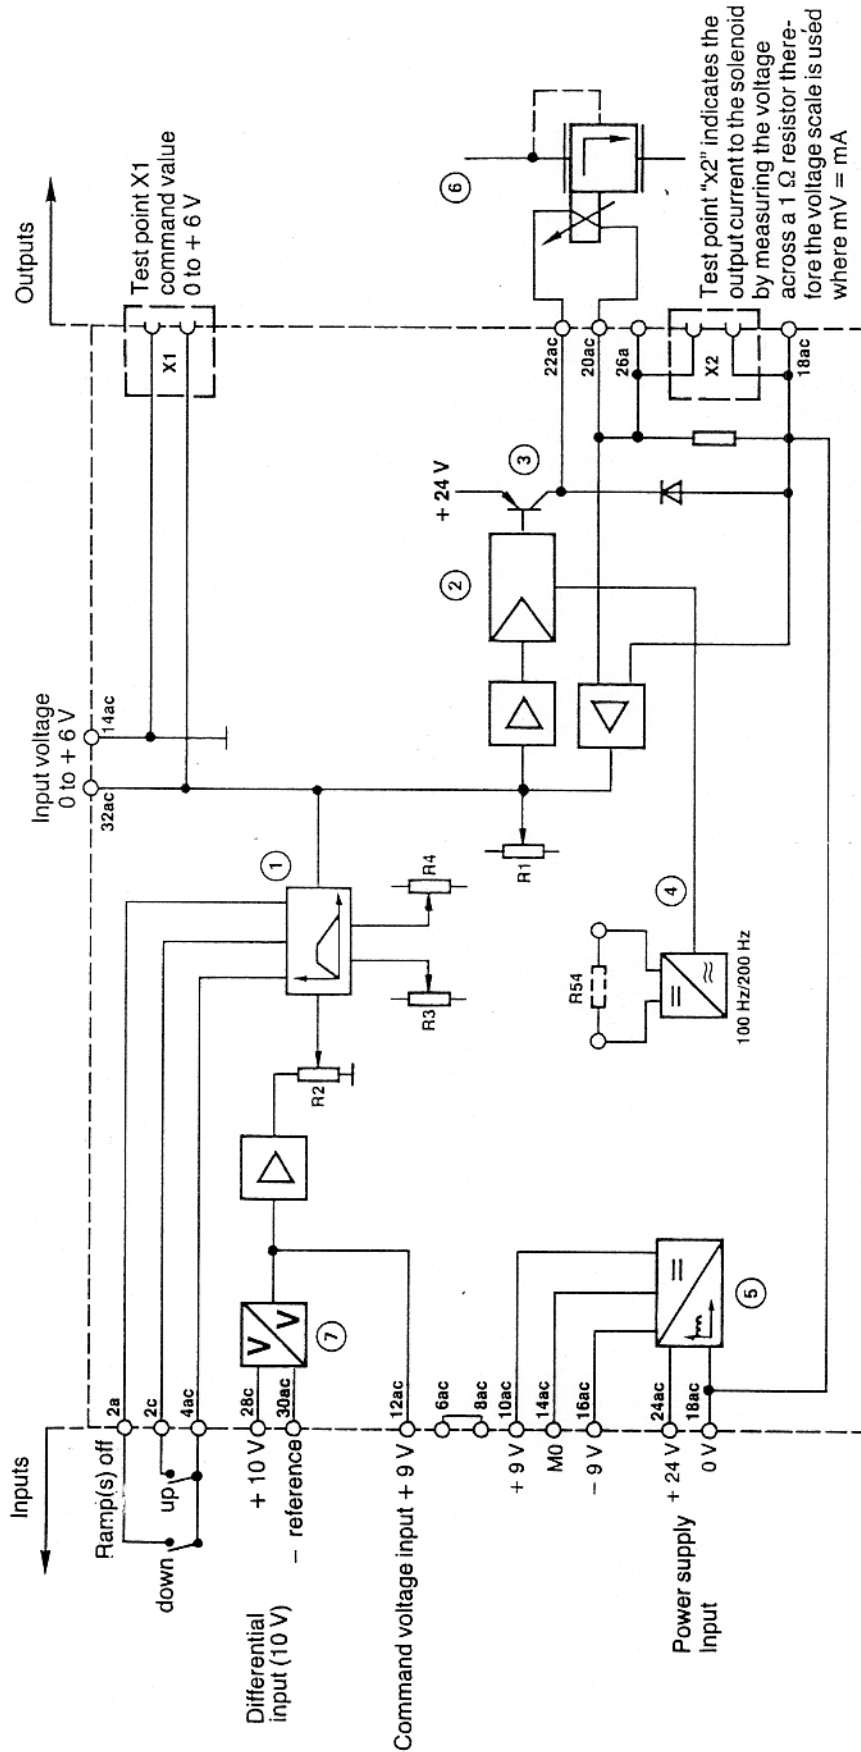 Inputs
Outputs
Ramp(s) off
down
up
2a
2c
4ac
Differential
input (10 V)
+ 10 V
28c
− reference
30ac
V
V
7
Command voltage input + 9 V
12ac
6ac
8ac
+ 9 V
10ac
M0
14ac
− 9 V
16ac
Power supply
Input
+ 24 V
24ac
0 V
18ac
=
5
R2
1
R3
R4
R54
=
≈
100 Hz/200 Hz
4
Input voltage
0 to + 6 V
32ac
14ac
R1
2
+ 24 V
3
X1
Test point X1
command value
0 to + 6 V
22ac
20ac
26a
X2
18ac
6
Test point "x2" indicates the
output current to the solenoid
by measuring the voltage
across a 1 Ω resistor there-
fore the voltage scale is used
where mV = mA